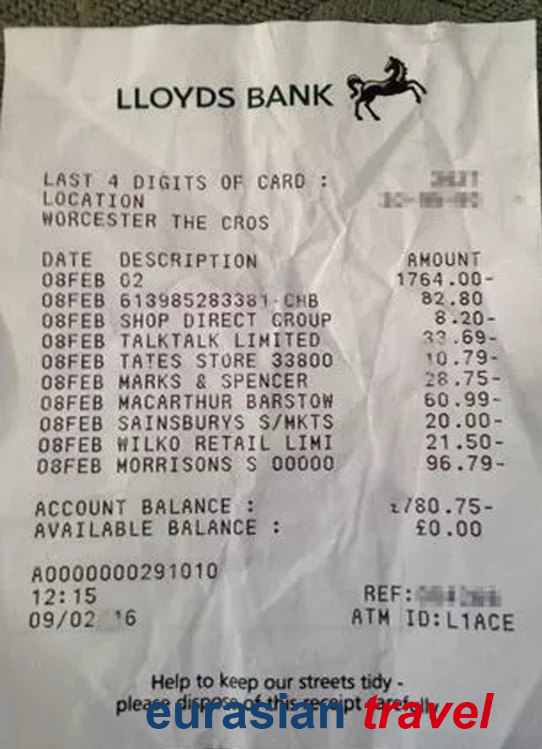 LLOYDS BANK
LAST 4 DIGITS OF CARD :
LOCATION
WORCESTER THE CROS
DATE DESCRIPTION AMOUNT
08FEB 02 1764.00-
08FEB 613985283381 CHB 82.80
08FEB SHOP DIRECT GROUP 8.20-
08FEB TALKTALK LIMITED 33.69-
08FEB TATES STORE 33800 10.79-
08FEB MARKS & SPENCER 28.75-
08FEB MACARTHUR BARSTOW 60.99-
08FEB SAINSBURYS S/MKTS 20.00-
08FEB WILKO RETAIL LIMI 21.50-
08FEB MORRISONS S 00000 96.79-
ACCOUNT BALANCE : £780.75-
AVAILABLE BALANCE : £0.00
A0000000291010
12:15 REF:
09/02 16 ATM ID:L1ACE
Help to keep our streets tidy -
please dispose of this receipt carefully
eurasian travel